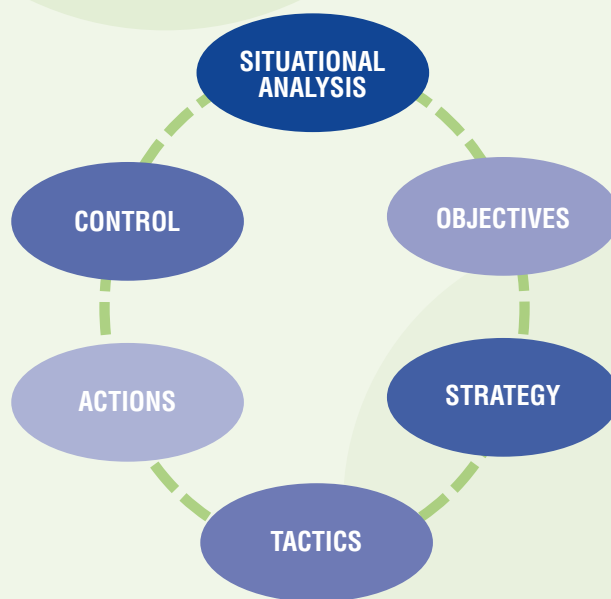 SITUATIONAL
ANALYSIS
OBJECTIVES
STRATEGY
TACTICS
ACTIONS
CONTROL